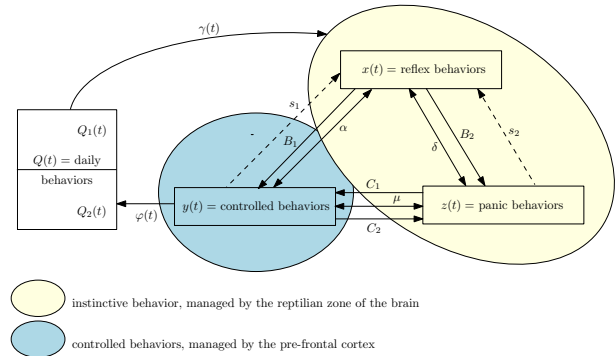 γ(t)
x(t) = reflex behaviors
s₁
Q₁(t)
B₁
α
δ
B₂
s₂
Q(t) = daily
behaviors
C₁
μ
y(t) = controlled behaviors
z(t) = panic behaviors
Q₂(t)
φ(t)
C₂
instinctive behavior, managed by the reptilian zone of the brain
controlled behaviors, managed by the pre-frontal cortex